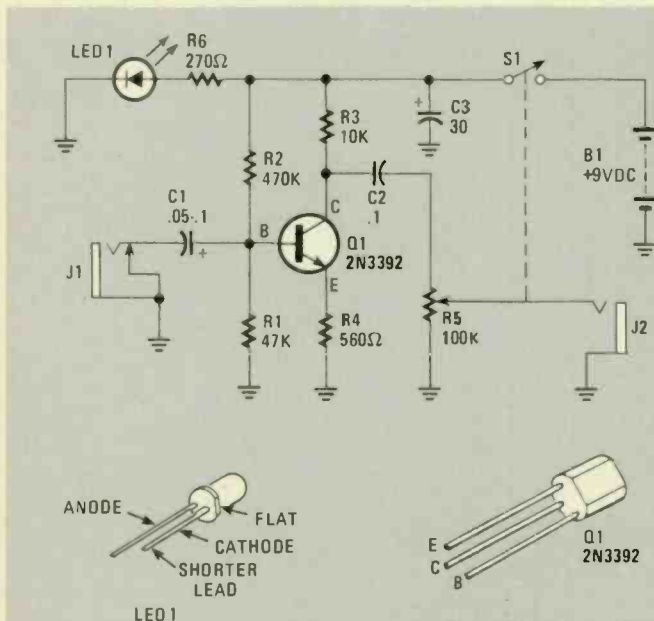 LED1
R6
270Ω
S1
R3
10K
+
C3
30
B1
+9VDC
R2
470K
C2
.1
C1
.05-.1
+
B
C
E
Q1
2N3392
J1
R1
47K
R4
560Ω
R5
100K
J2
ANODE
FLAT
CATHODE
SHORTER
LEAD
LED1
E
C
B
Q1
2N3392